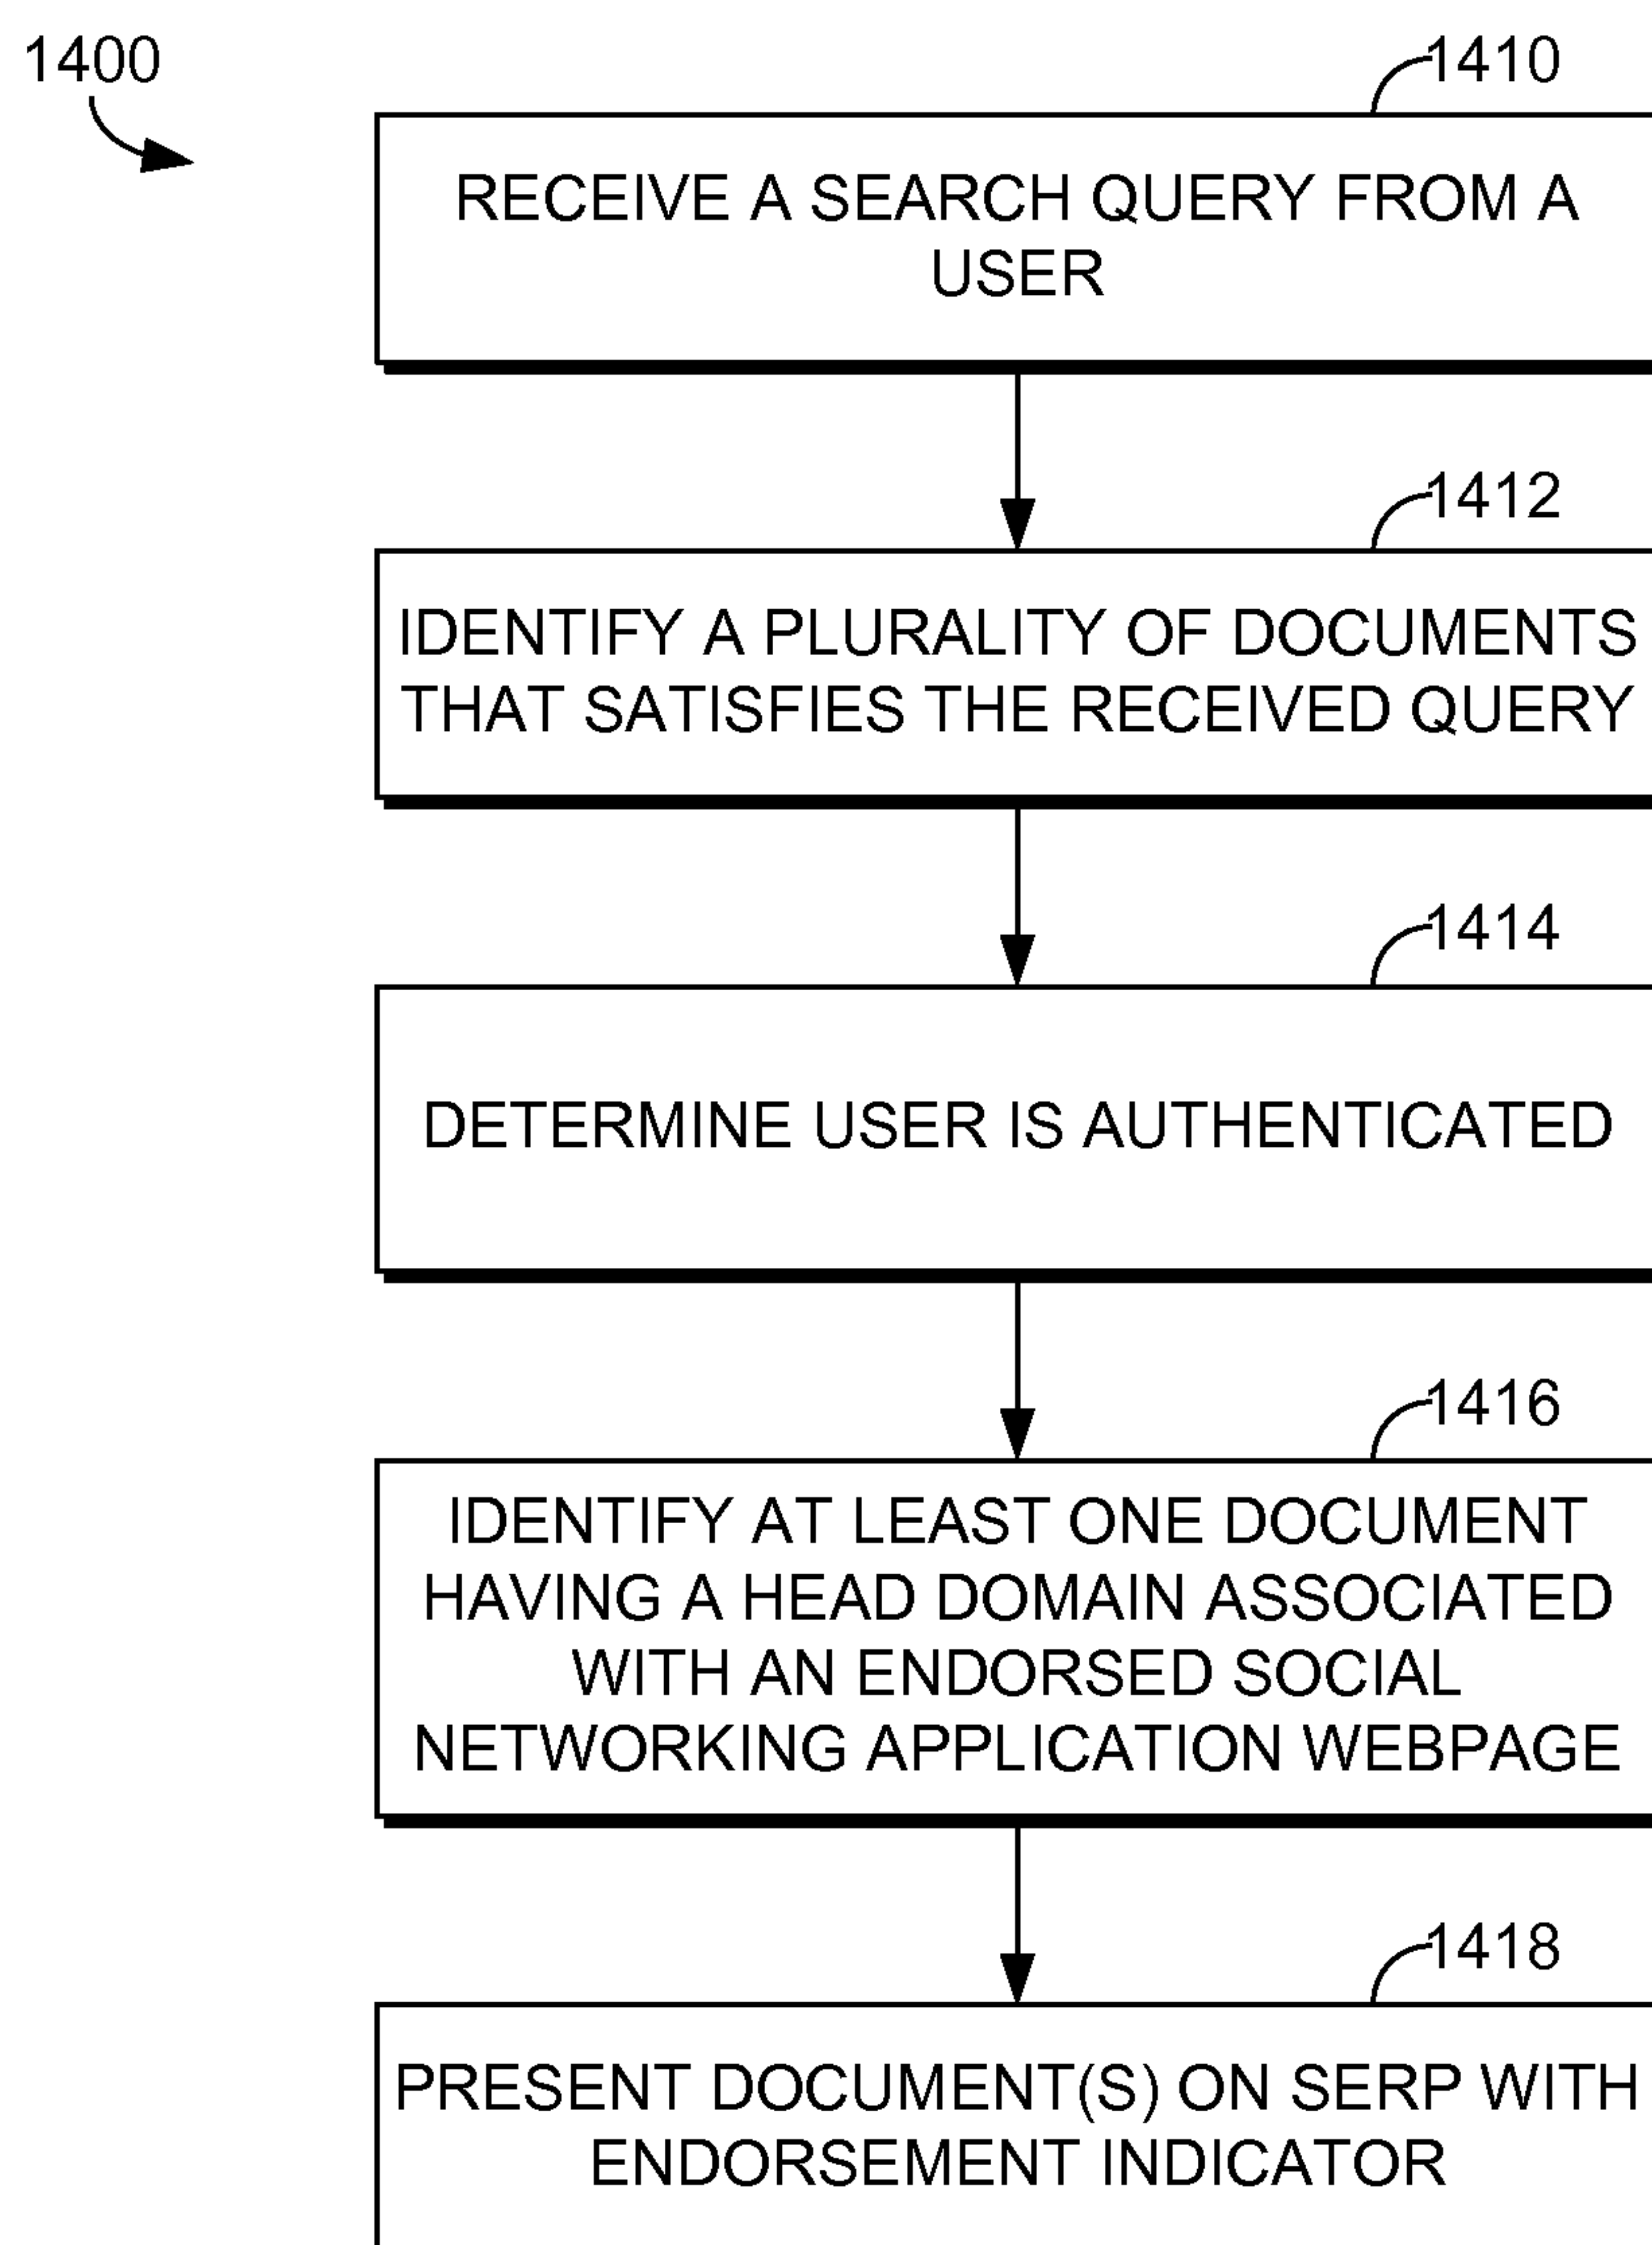 1400
1410
RECEIVE A SEARCH QUERY FROM A
USER
1412
IDENTIFY A PLURALITY OF DOCUMENTS
THAT SATISFIES THE RECEIVED QUERY
1414
DETERMINE USER IS AUTHENTICATED
1416
IDENTIFY AT LEAST ONE DOCUMENT
HAVING A HEAD DOMAIN ASSOCIATED
WITH AN ENDORSED SOCIAL
NETWORKING APPLICATION WEBPAGE
1418
PRESENT DOCUMENT(S) ON SERP WITH
ENDORSEMENT INDICATOR